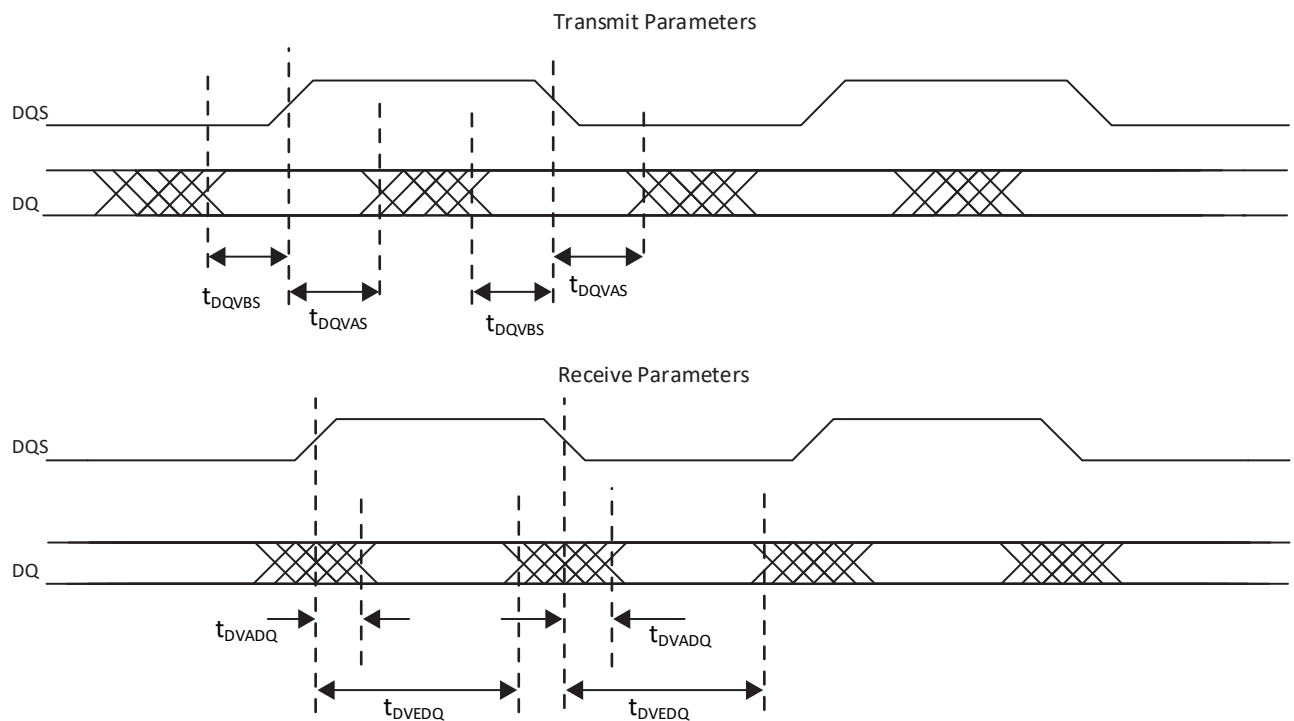 Transmit Parameters
DQS
DQ
tDQVBS
tDQVAS
tDQVBS
tDQVAS
Receive Parameters
DQS
DQ
tDVADQ
tDVADQ
tDVEDQ
tDVEDQ